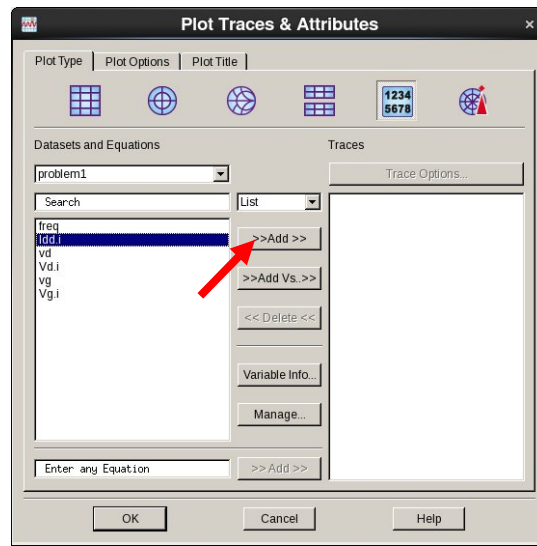 Plot Traces & Attributes
Plot Type Plot Options Plot Title
1234
5678
Datasets and Equations Traces
problem1 Trace Options...
Search List
freq
Idd.i
vd
Vd.i
vg
Vg.i
>>Add >>
>>Add Vs..>>
<< Delete <<
Variable Info...
Manage...
Enter any Equation >> Add >>
OK Cancel Help